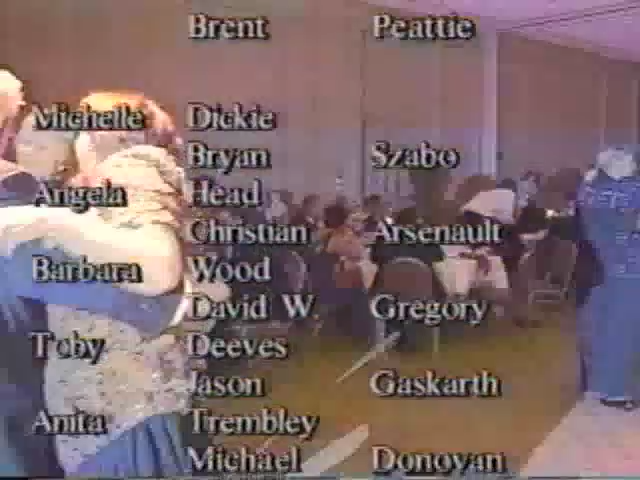 Brent Peattie
Michelle Dickie
Bryan Szabo
Angela Head
Christian Arsenault
Barbara Wood
David W. Gregory
Toby Deeves
Jason Gaskarth
Anita Trembley
Michael Donovan